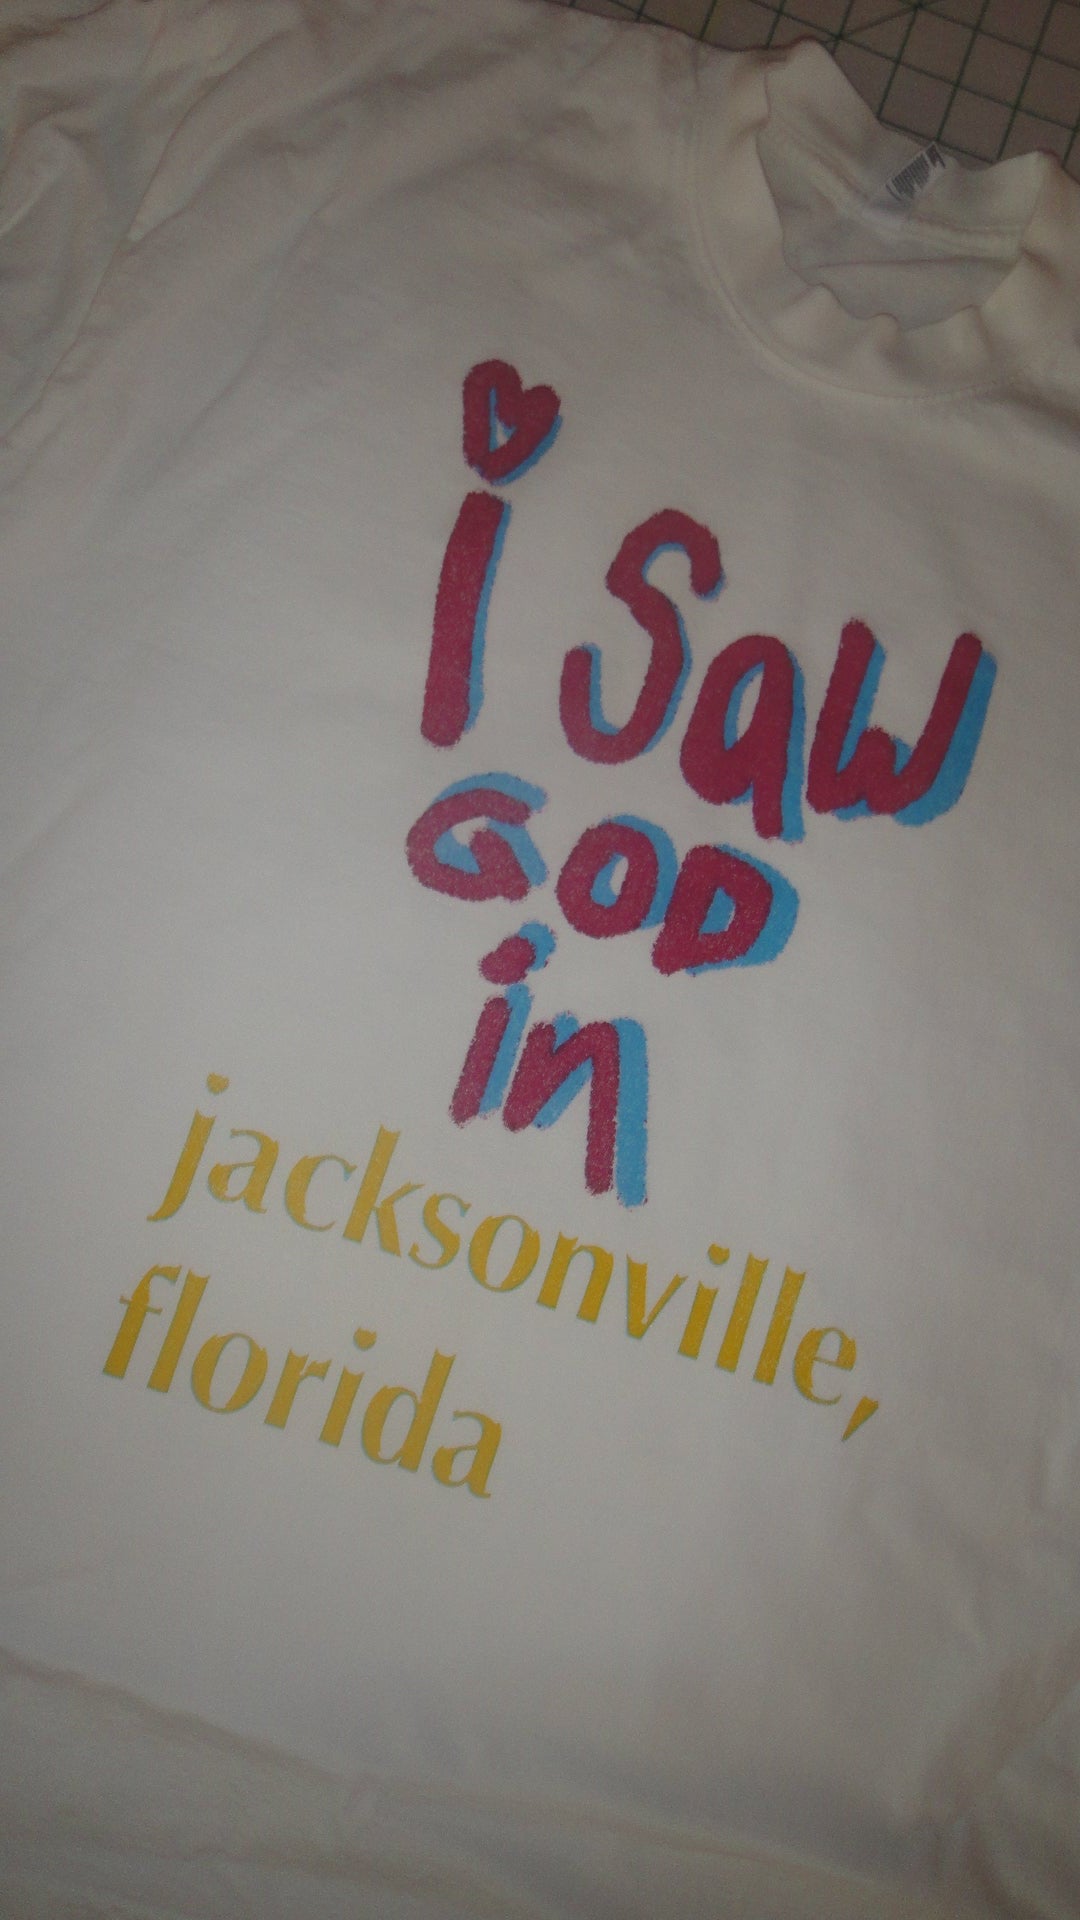 i Saw
GOD
in
jacksonville,
florida